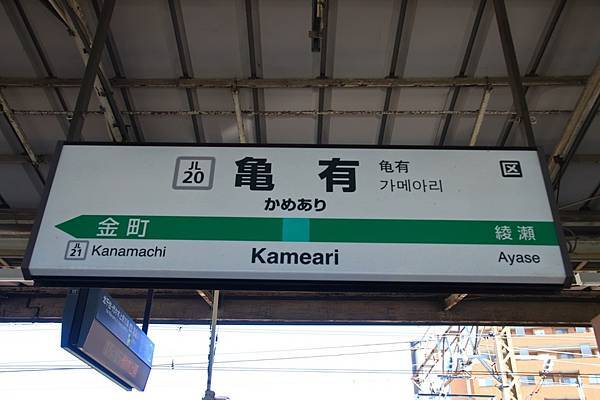 JL
20
亀有
亀有
가메아리
区
かめあり
金町
綾瀬
JL
21
Kanamachi
Kameari
Ayase